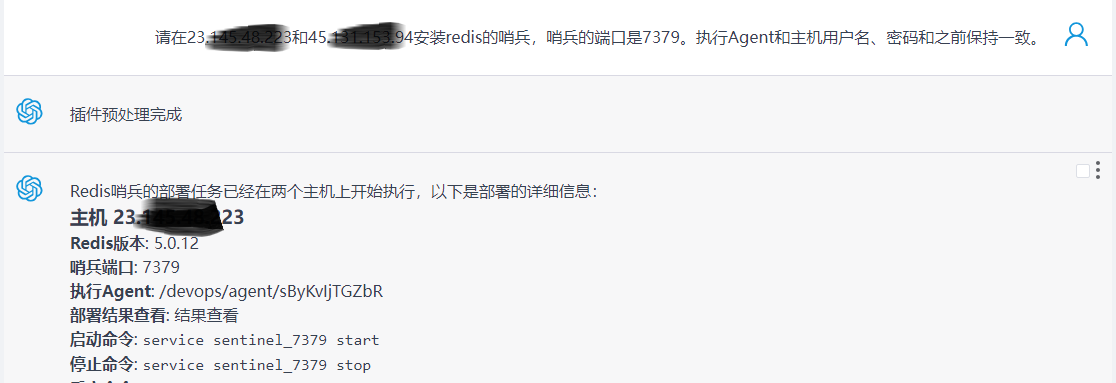 请在23. 223和45. .94安装redis的哨兵，哨兵的端口是7379。执行Agent和主机用户名、密码和之前保持一致。
插件预处理完成
Redis哨兵的部署任务已经在两个主机上开始执行，以下是部署的详细信息：
主机 23. 23
Redis版本: 5.0.12
哨兵端口: 7379
执行Agent: /devops/agent/sByKvIjTGZbR
部署结果查看: 结果查看
启动命令: service sentinel_7379 start
停止命令: service sentinel_7379 stop